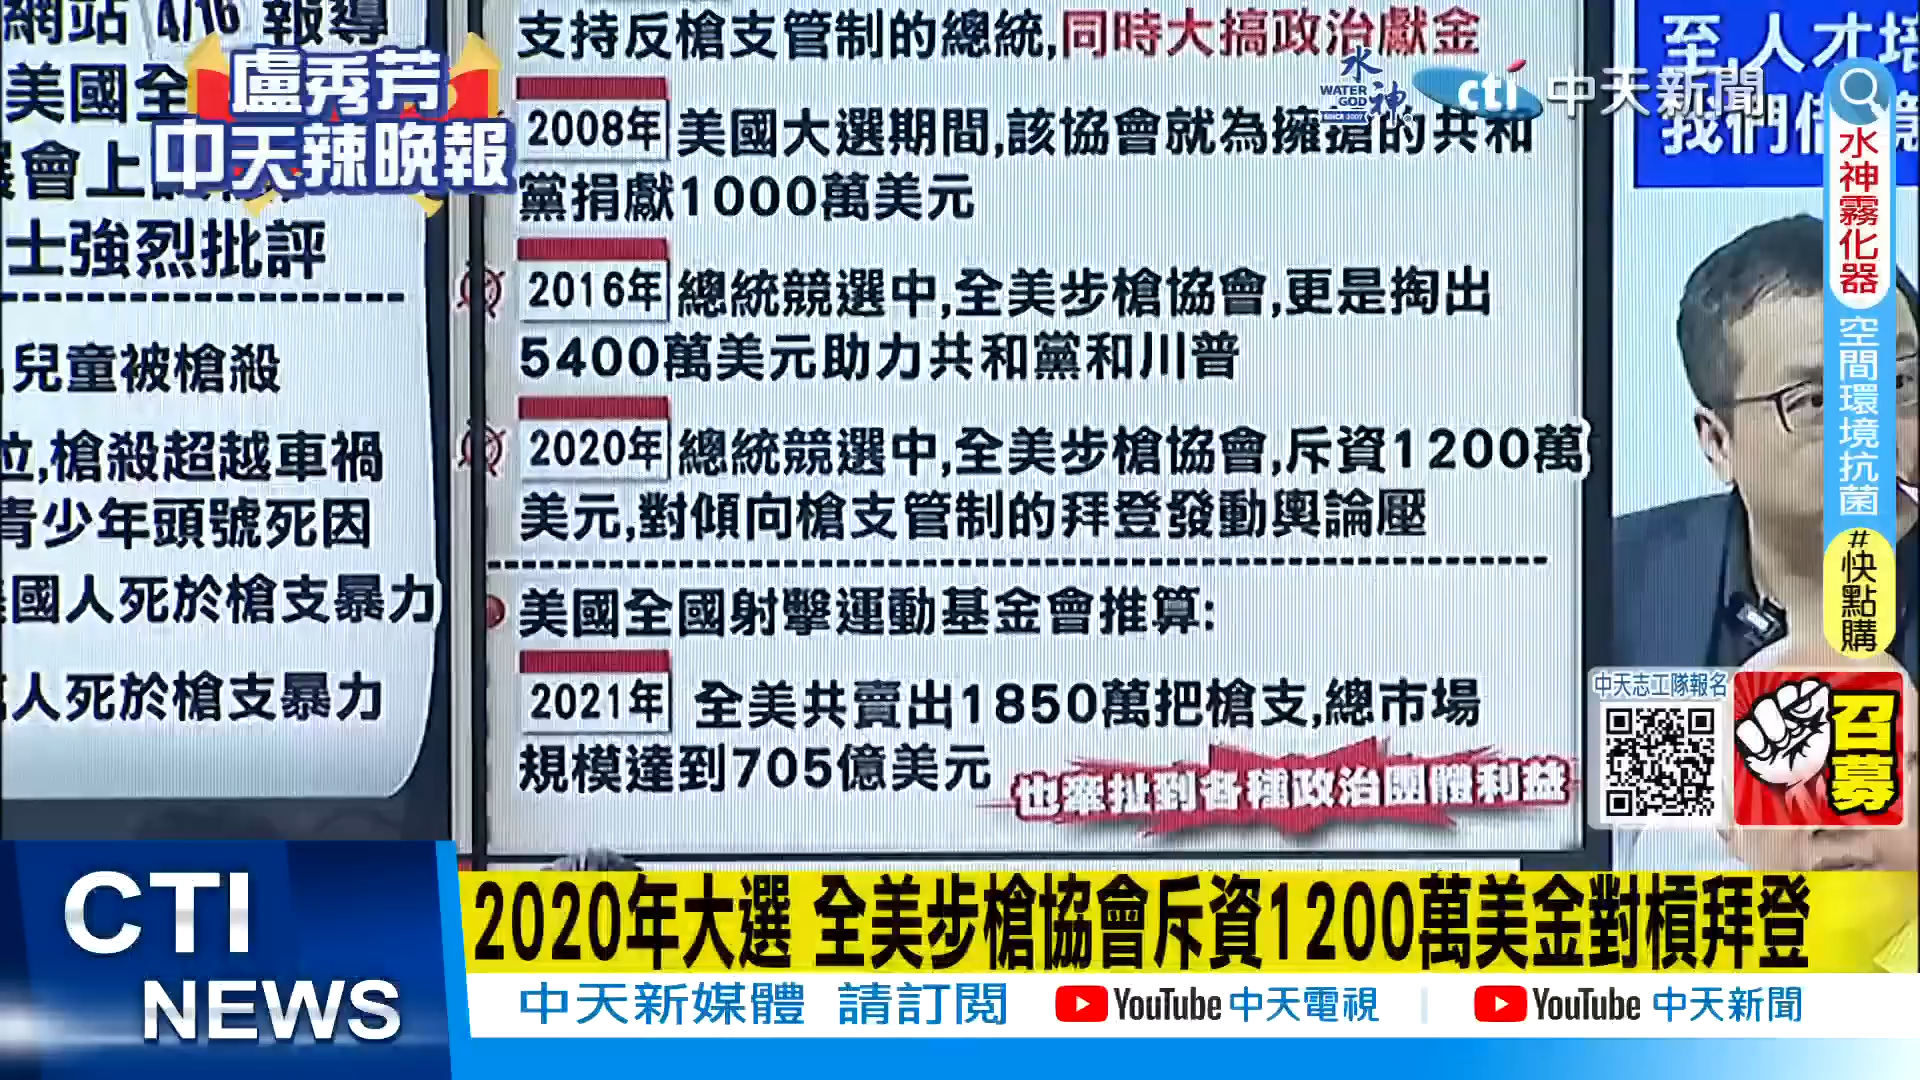 網站 4/16 報導
美國全
會上
士強烈批評
兒童被槍殺
位,槍殺超越車禍
青少年頭號死因
國人死於槍支暴力
人死於槍支暴力
盧秀芳
中天辣晚報
支持反槍支管制的總統,同時大搞政治獻金
2008年 美國大選期間,該協會就為擁搶的共和
黨捐獻1000萬美元
2016年 總統競選中,全美步槍協會,更是掏出
5400萬美元助力共和黨和川普
2020年 總統競選中,全美步槍協會,斥資1200萬
美元,對傾向槍支管制的拜登發動輿論壓
美國全國射擊運動基金會推算:
2021年 全美共賣出1850萬把槍支,總市場
規模達到705億美元
也牽扯到各種政治團體利益
水神
WATER GOD
SINCE 2007
cti 中天新聞
至,人才培
我們借鏡
水神霧化器
空間環境抗菌
#快點購
中天志工隊報名
召募
CTI
NEWS
2020年大選 全美步槍協會斥資1200萬美金對槓拜登
中天新媒體 請訂閱 YouTube 中天電視 | YouTube 中天新聞